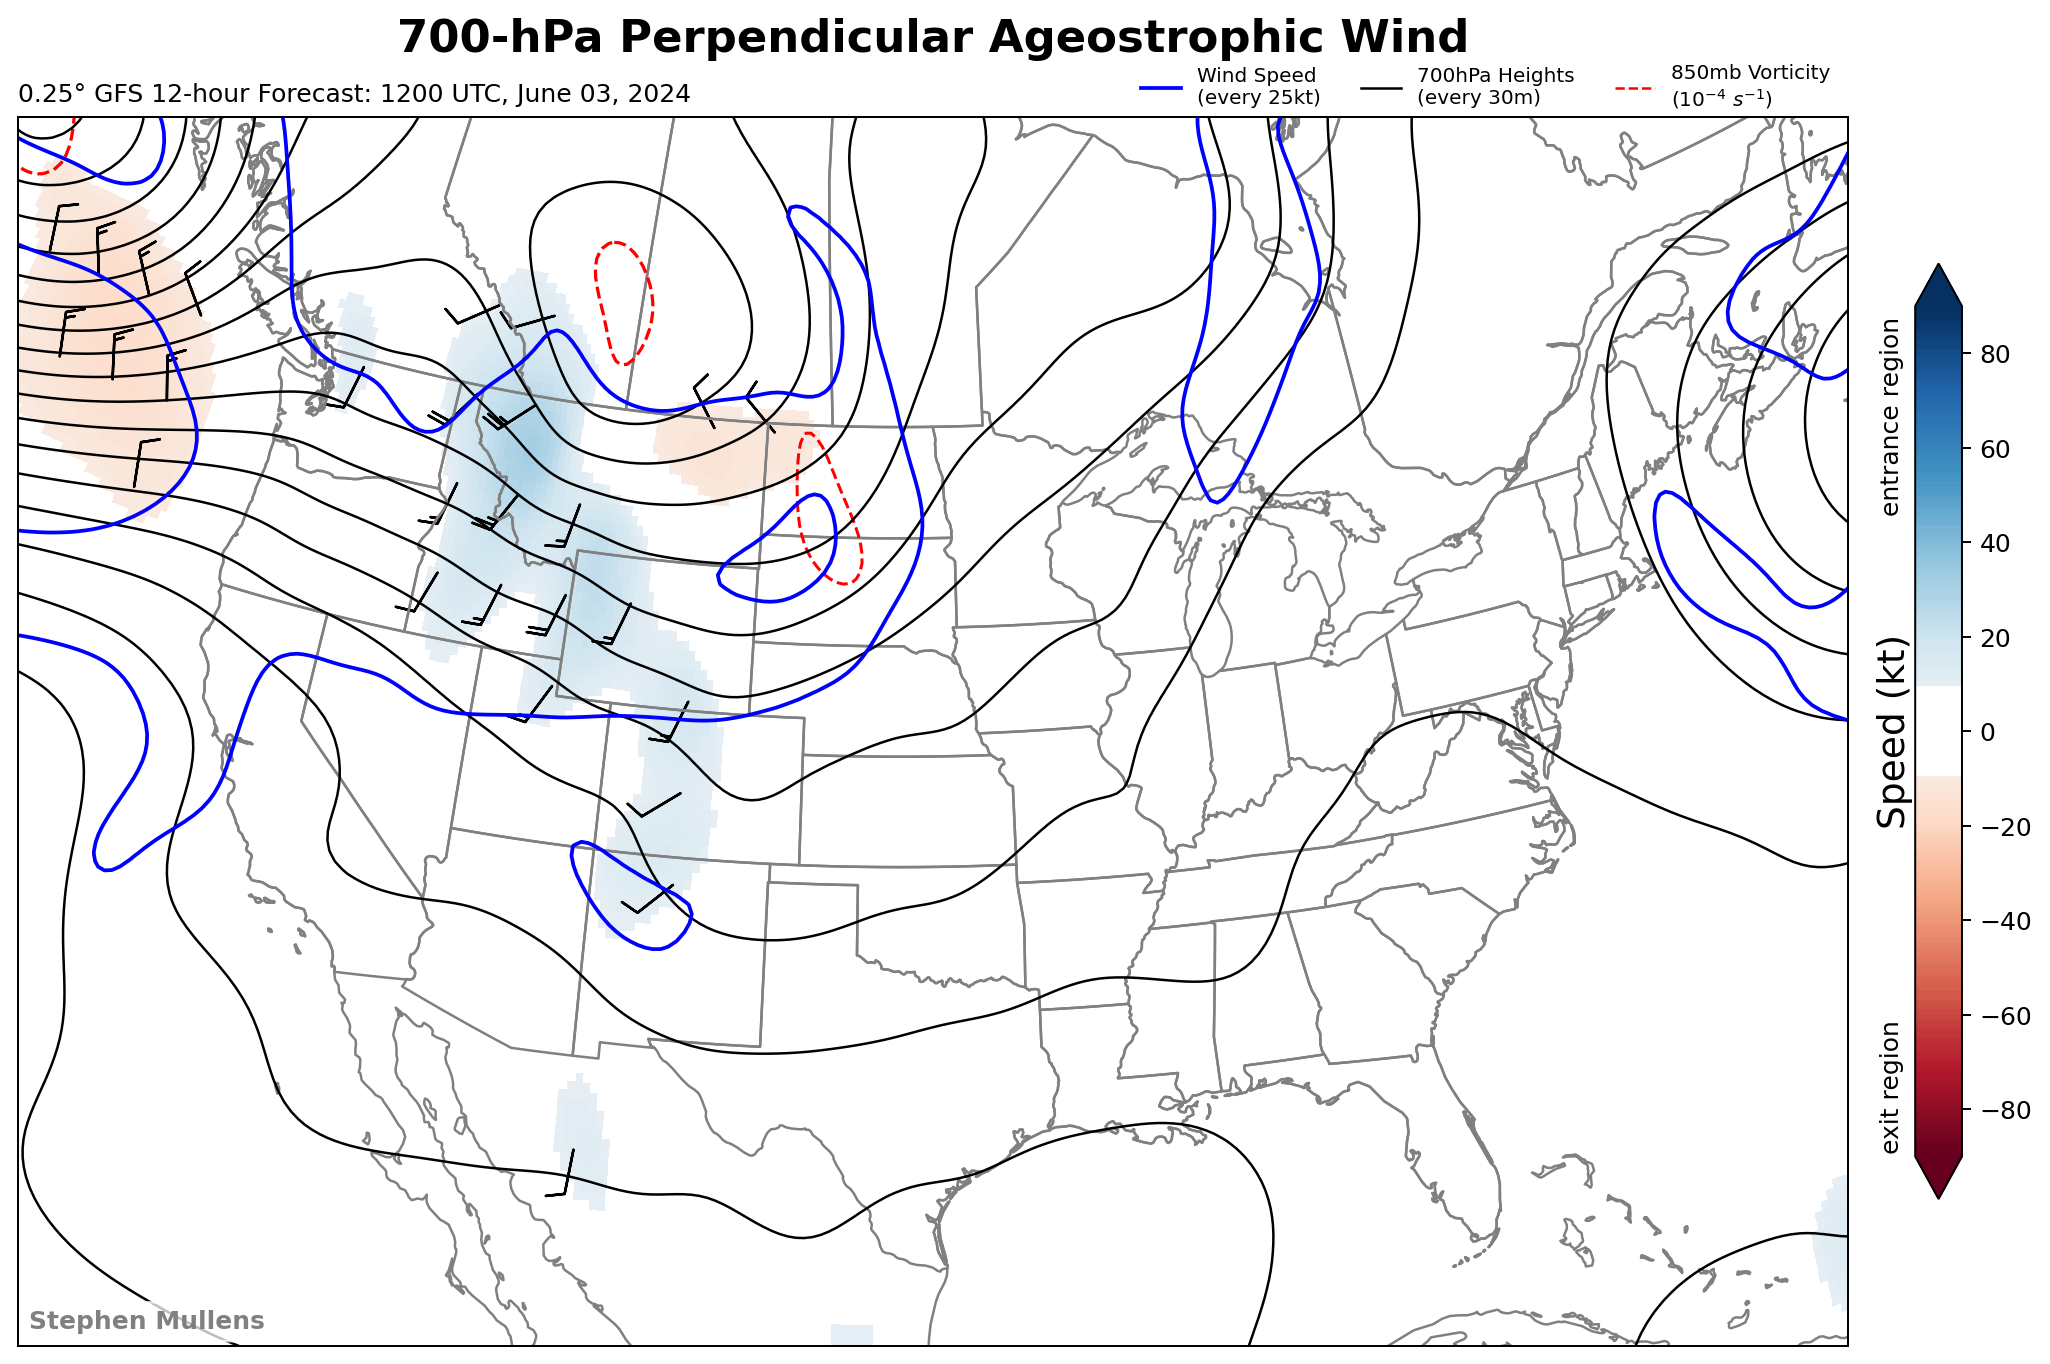 700-hPa Perpendicular Ageostrophic Wind
0.25° GFS 12-hour Forecast: 1200 UTC, June 03, 2024
Wind Speed
(every 25kt)
700hPa Heights
(every 30m)
850mb Vorticity
(10⁻⁴ s⁻¹)
entrance region
Speed (kt)
exit region
80
60
40
20
0
−20
−40
−60
−80
Stephen Mullens